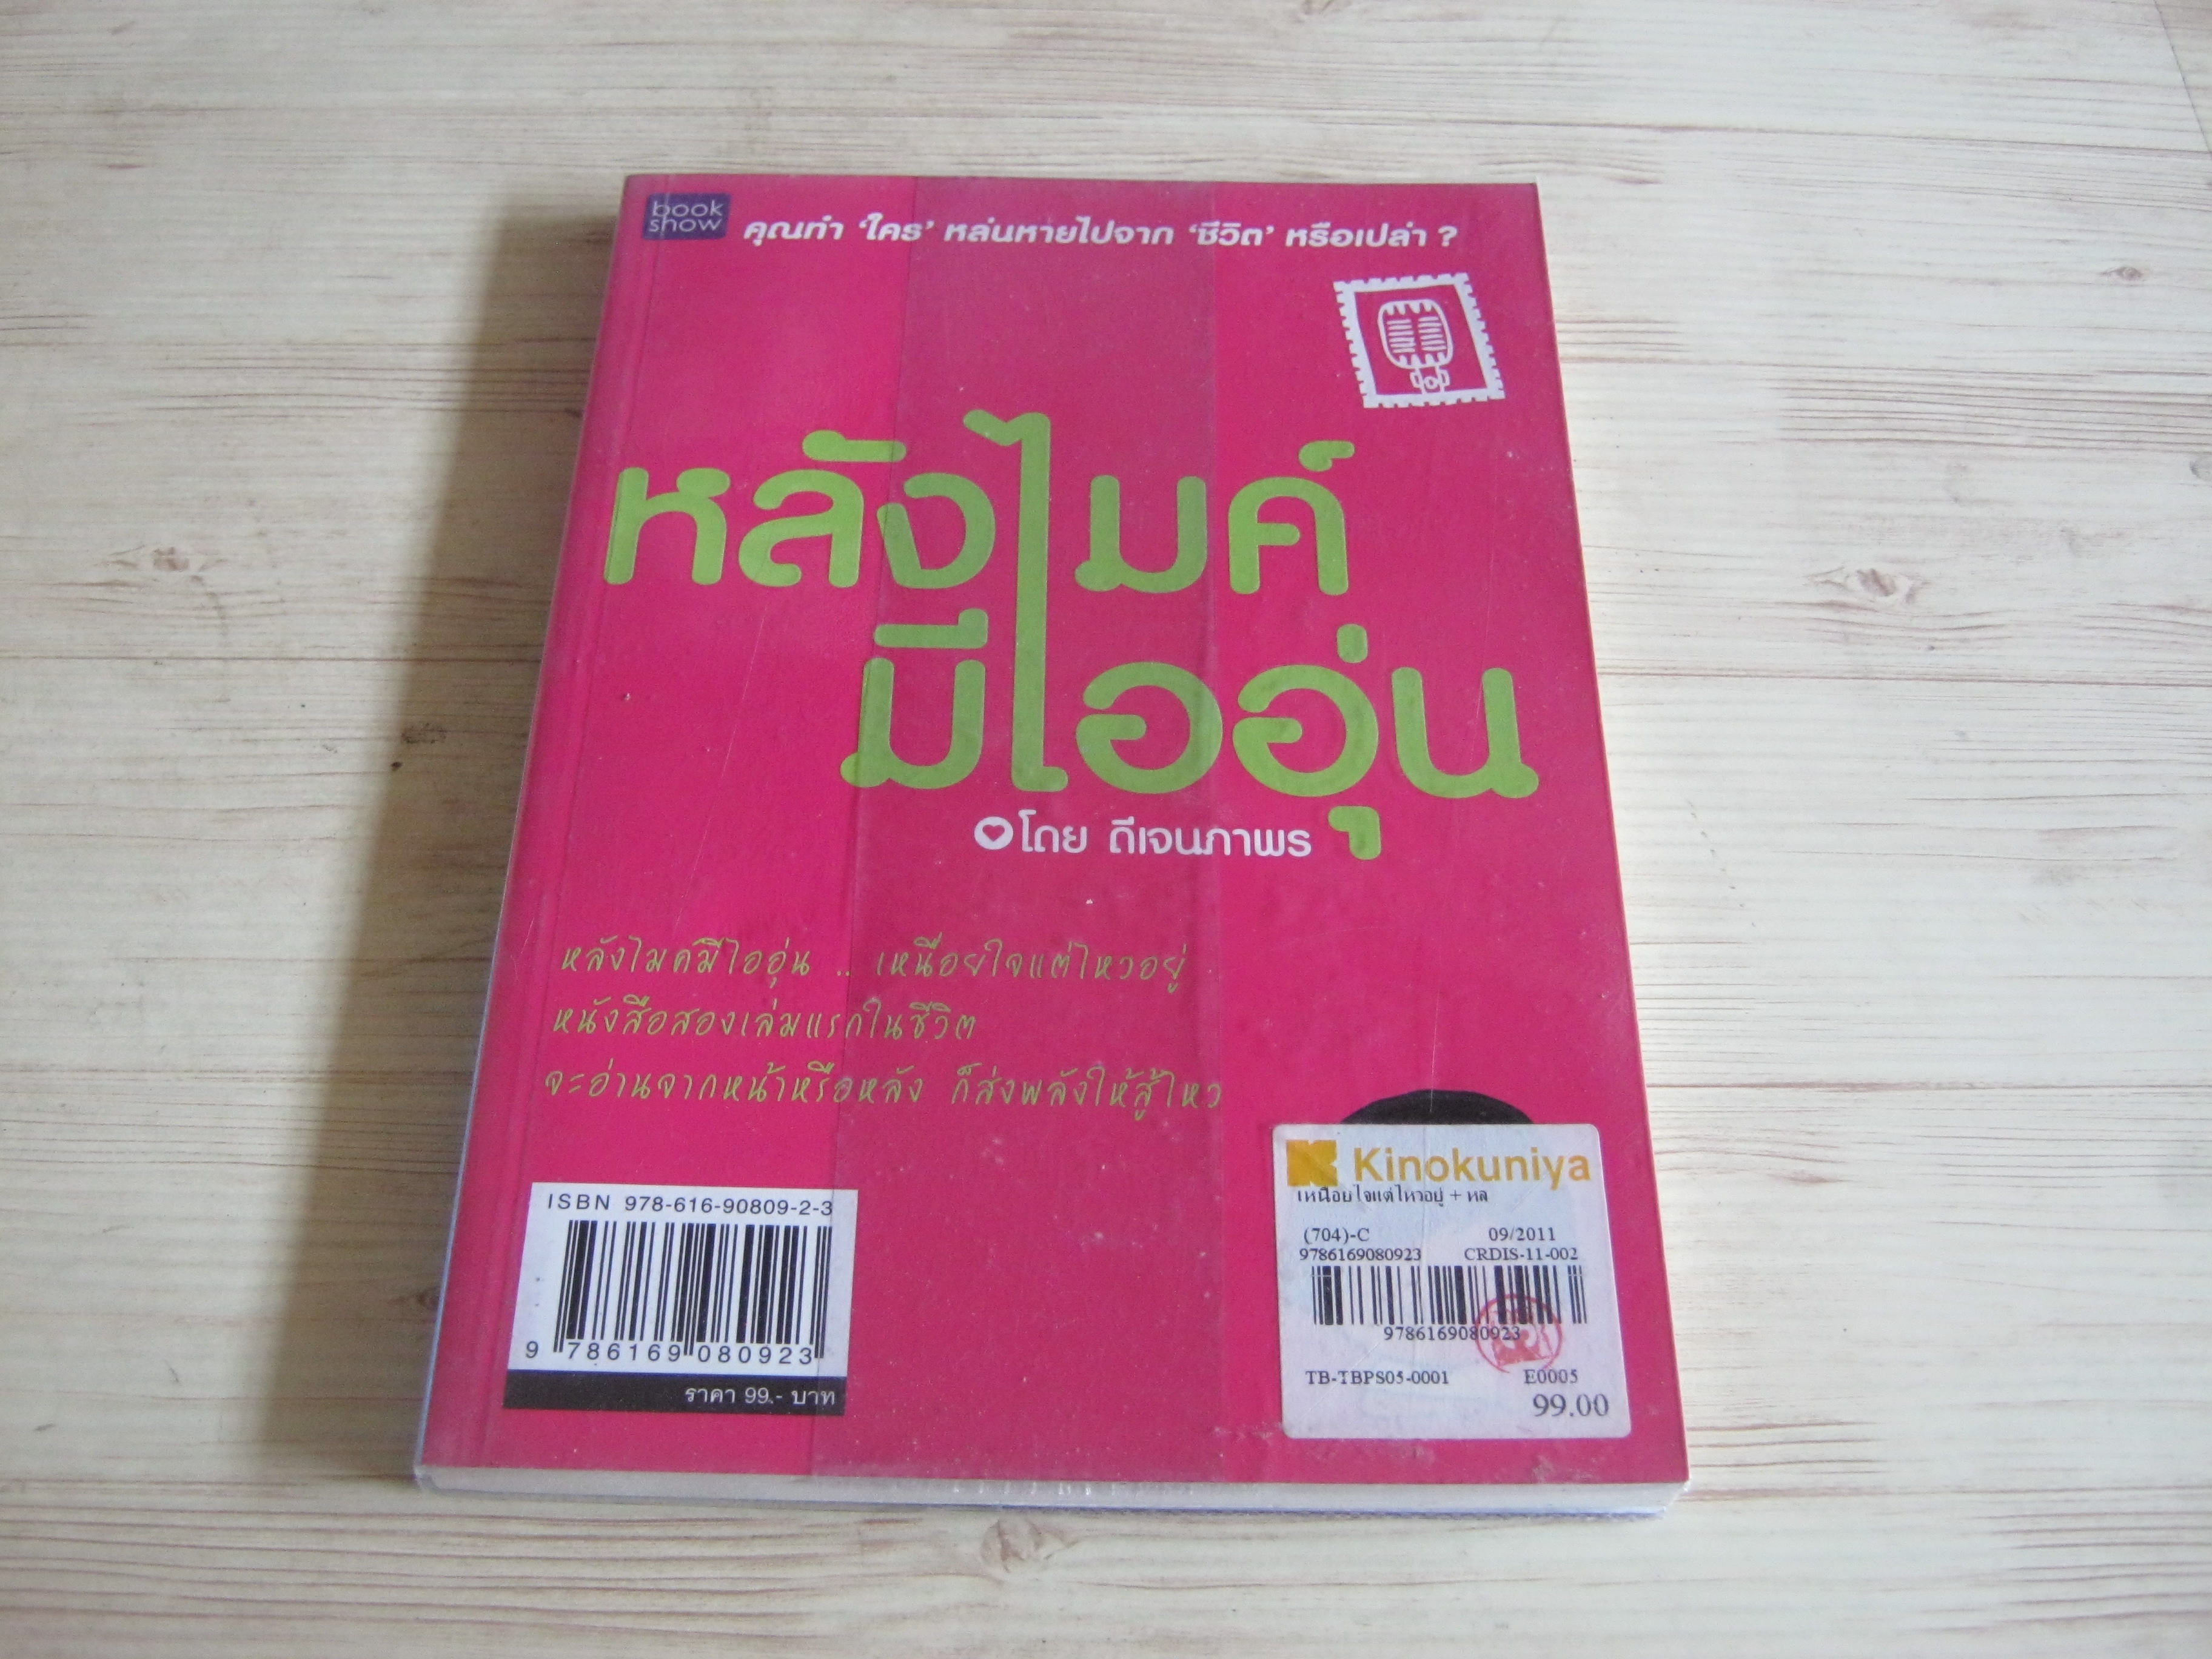 book
show
คุณทำ ‘ใคร’ หล่นหายไปจาก ‘ชีวิต’ หรือเปล่า ?
หลังไมค์
มีไออุ่น
โดย ดีเจนภาพร
หลังไมค์มีไออุ่น .. เหนื่อยใจแต่ไหวอยู่
หนังสือสองเล่มแรกในชีวิต
จะอ่านจากหน้าหรือหลัง ก็ส่งพลังให้สู้ไหว
ISBN 978-616-90809-2-3
9 786169 080923
ราคา 99.- บาท
Kinokuniya
เหนื่อยใจแต่ไหวอยู่ + หล
(704)-C 09/2011
9786169080923 CRDIS-11-002
9786169080923
TB-TBPS05-0001 E0005
99.00